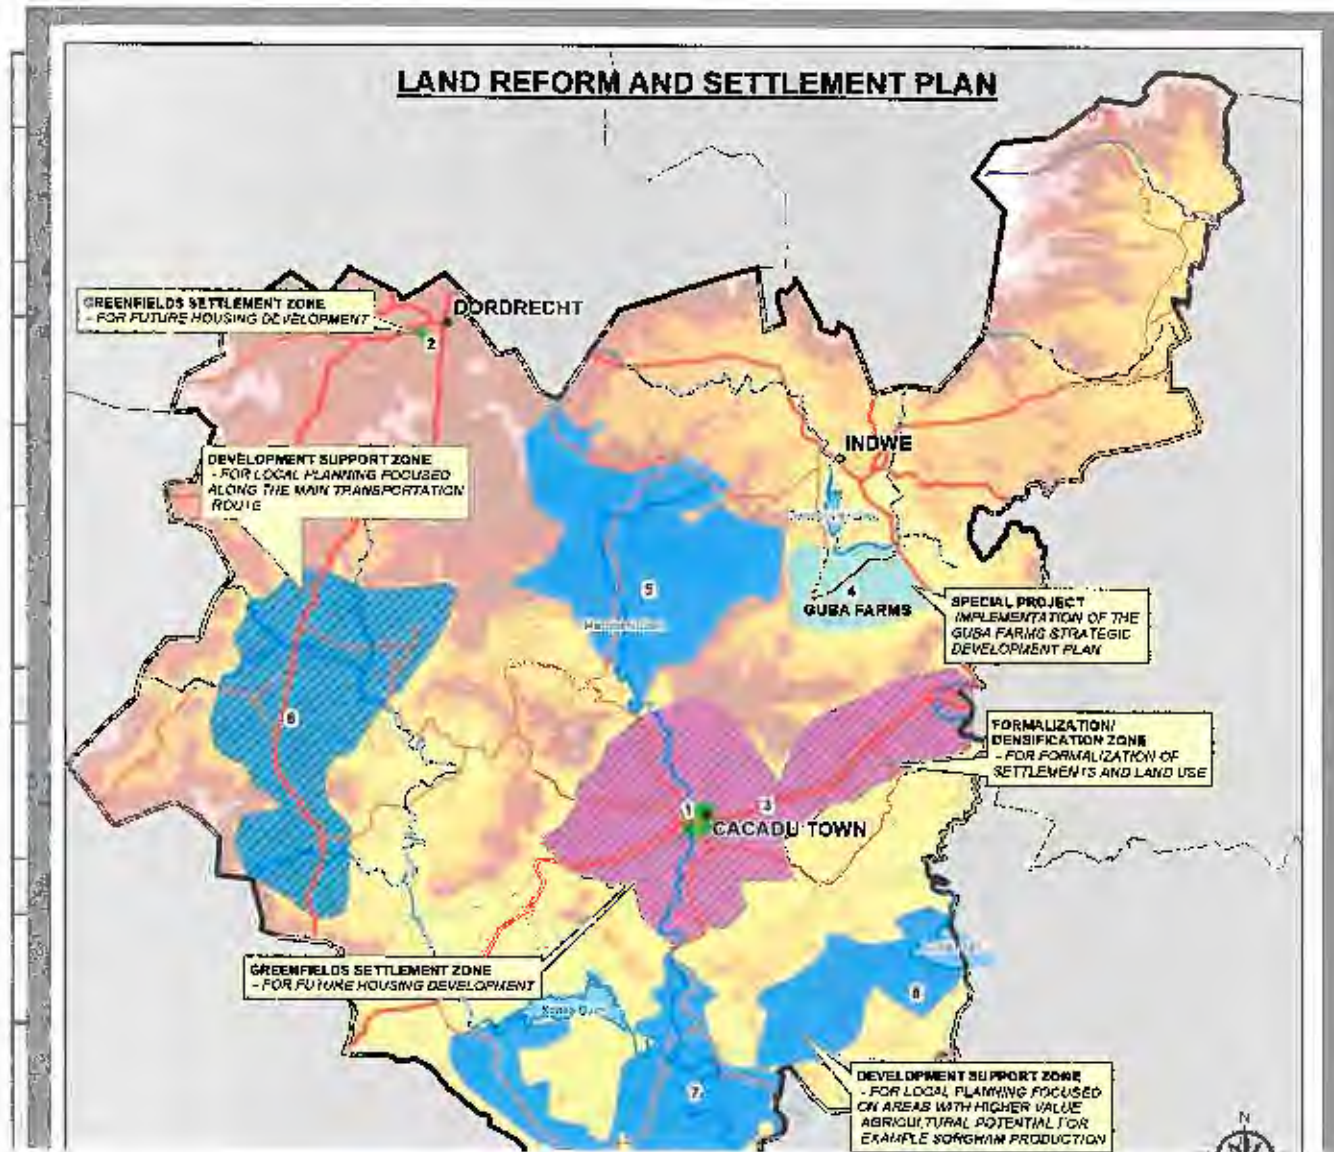 LAND REFORM AND SETTLEMENT PLAN
GREENFIELDS SETTLEMENT ZONE
- FOR FUTURE HOUSING DEVELOPMENT
DORDRECHT
2
DEVELOPMENT SUPPORT ZONE
- FOR LOCAL PLANNING FOCUSED
ALONG THE MAIN TRANSPORTATION
ROUTE
INDWE
5
4
GUBA FARMS
SPECIAL PROJECT
IMPLEMENTATION OF THE
GUBA FARMS STRATEGIC
DEVELOPMENT PLAN
6
FORMALIZATION/
DENSIFICATION ZONE
- FOR FORMALIZATION OF
SETTLEMENTS AND LAND USE
1
3
CACADU TOWN
GREENFIELDS SETTLEMENT ZONE
- FOR FUTURE HOUSING DEVELOPMENT
7
DEVELOPMENT SUPPORT ZONE
- FOR LOCAL PLANNING FOCUSED
ON AREAS WITH HIGHER VALUE
AGRICULTURAL POTENTIAL FOR
EXAMPLE SORGHAM PRODUCTION
N